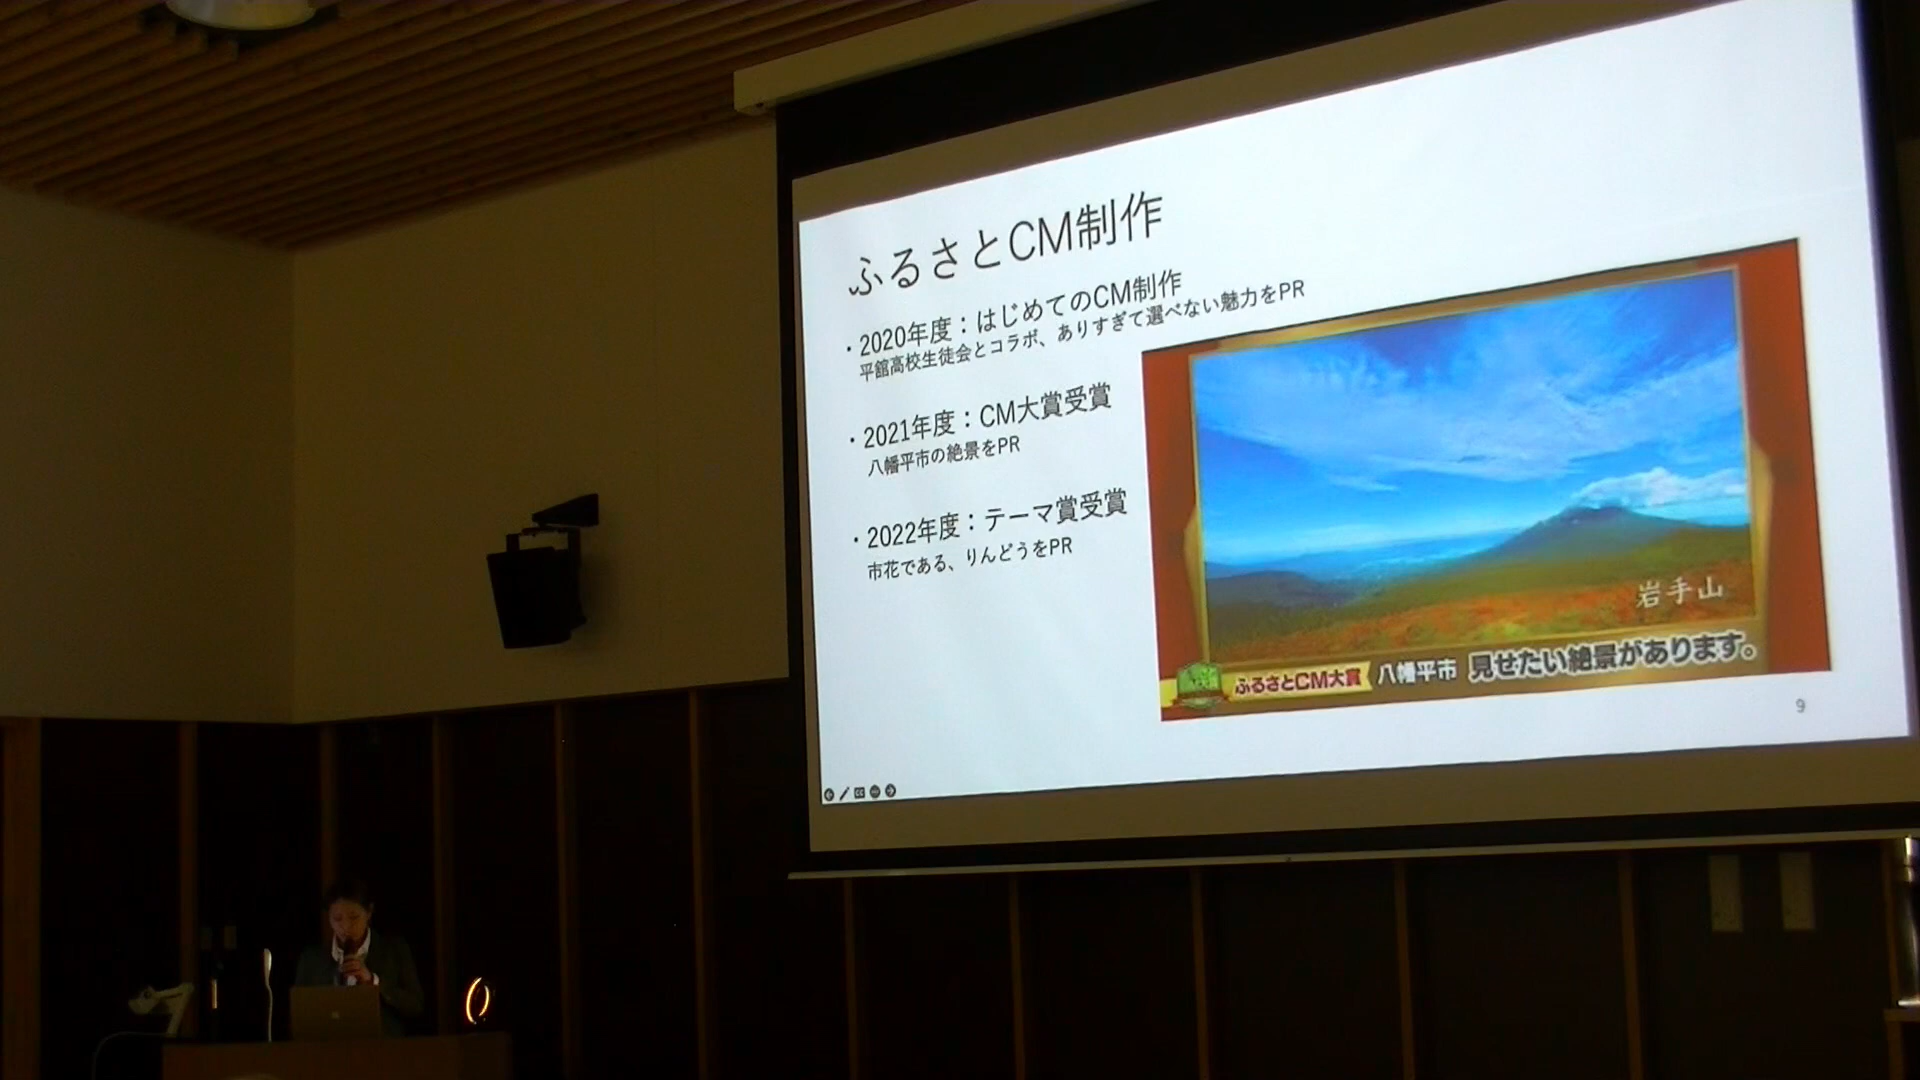 ふるさとCM制作
・2020年度：はじめてのCM制作
平舘高校生徒会とコラボ、ありすぎて選べない魅力をPR
・2021年度：CM大賞受賞
八幡平市の絶景をPR
・2022年度：テーマ賞受賞
市花である、りんどうをPR
岩手山
ふるさとCM大賞 八幡平市 見せたい絶景があります。
9